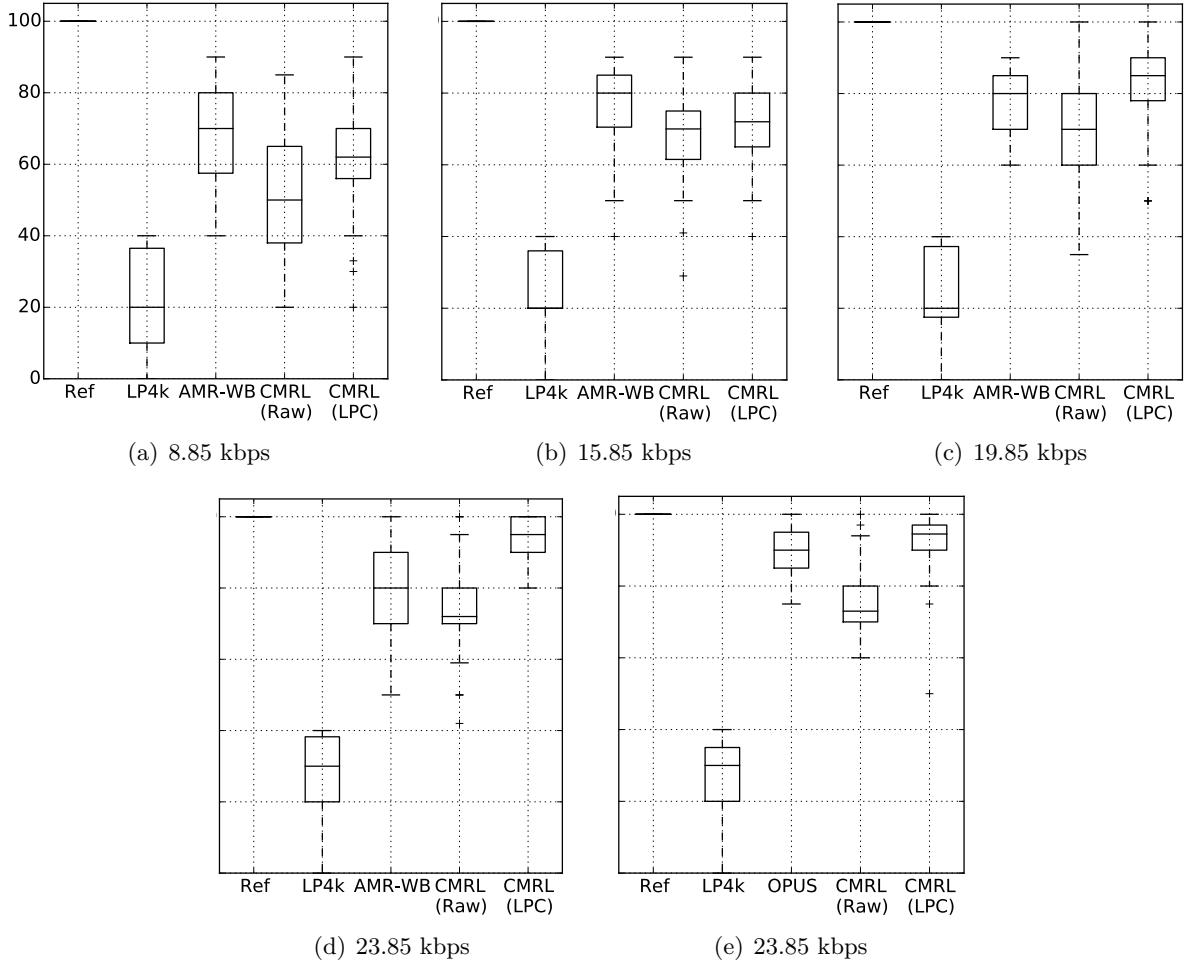 100
80
60
40
20
0
Ref LP4k AMR-WB CMRL (Raw) CMRL (LPC)
(a) 8.85 kbps
Ref LP4k AMR-WB CMRL (Raw) CMRL (LPC)
(b) 15.85 kbps
Ref LP4k AMR-WB CMRL (Raw) CMRL (LPC)
(c) 19.85 kbps
Ref LP4k AMR-WB CMRL (Raw) CMRL (LPC)
(d) 23.85 kbps
Ref LP4k OPUS CMRL (Raw) CMRL (LPC)
(e) 23.85 kbps